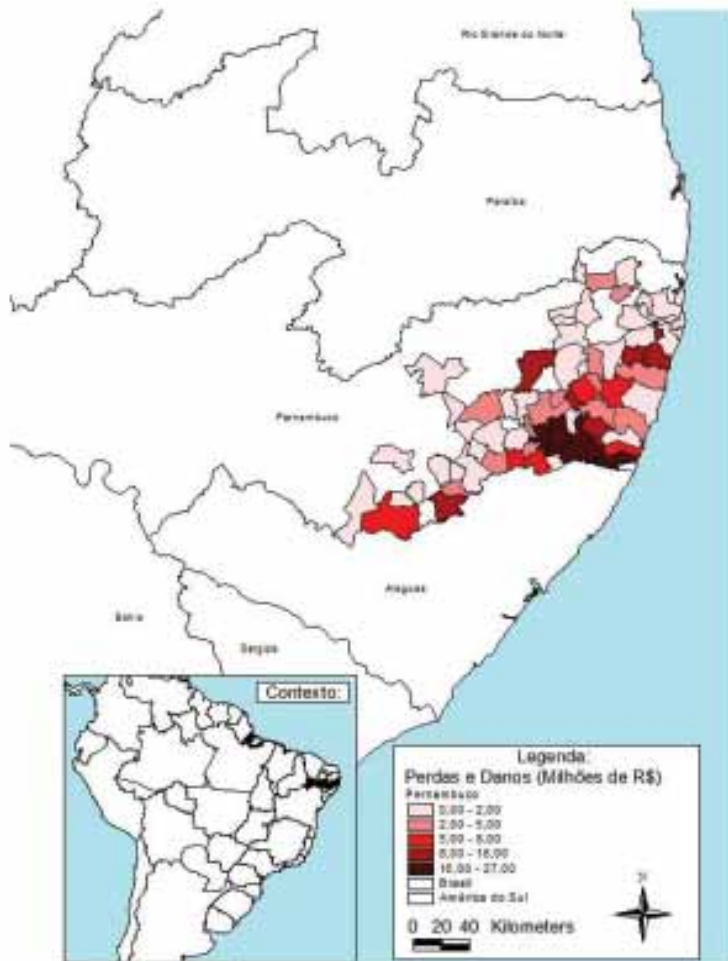 Rio Grande do Norte
Paraíba
Pernambuco
Alagoas
Bahia
Sergipe
Contexto:
Legenda:
Perdas e Danos (Milhões de R$)
Pernambuco
0,00 - 2,00
2,00 - 5,00
5,00 - 8,00
8,00 - 16,00
16,00 - 27,00
Brasil
América do Sul
0 20 40 Kilometers
N